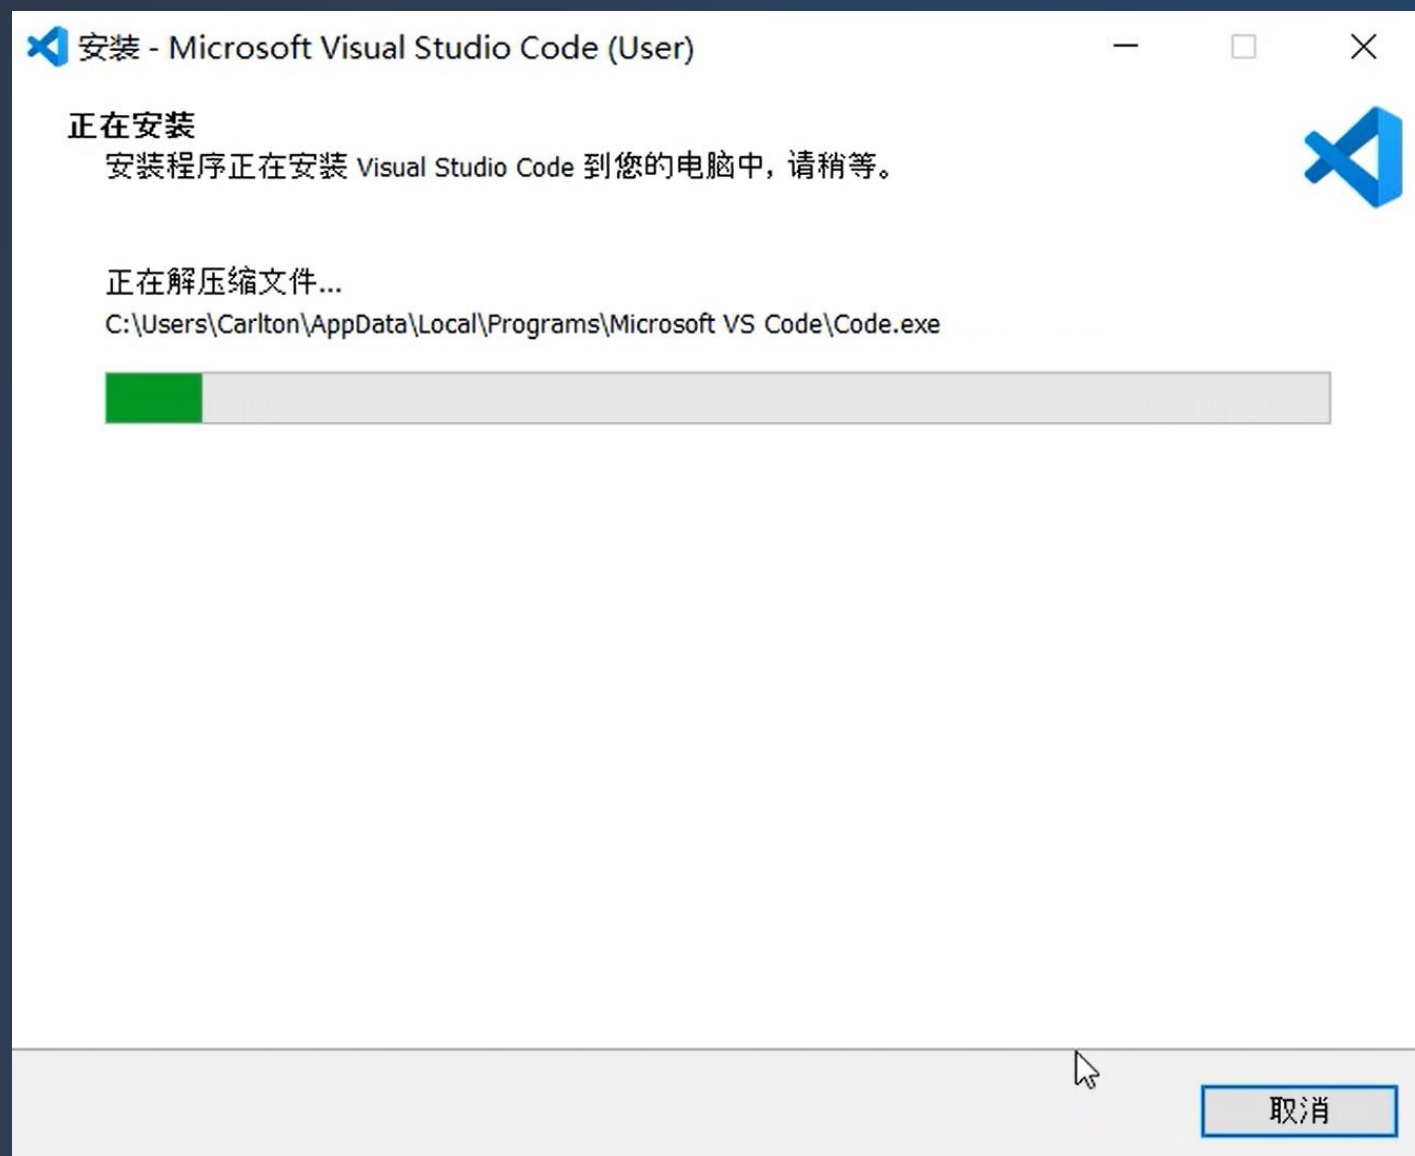 安装 - Microsoft Visual Studio Code (User)
正在安装
安装程序正在安装 Visual Studio Code 到您的电脑中，请稍等。
正在解压缩文件...
C:\Users\Carlton\AppData\Local\Programs\Microsoft VS Code\Code.exe
取消